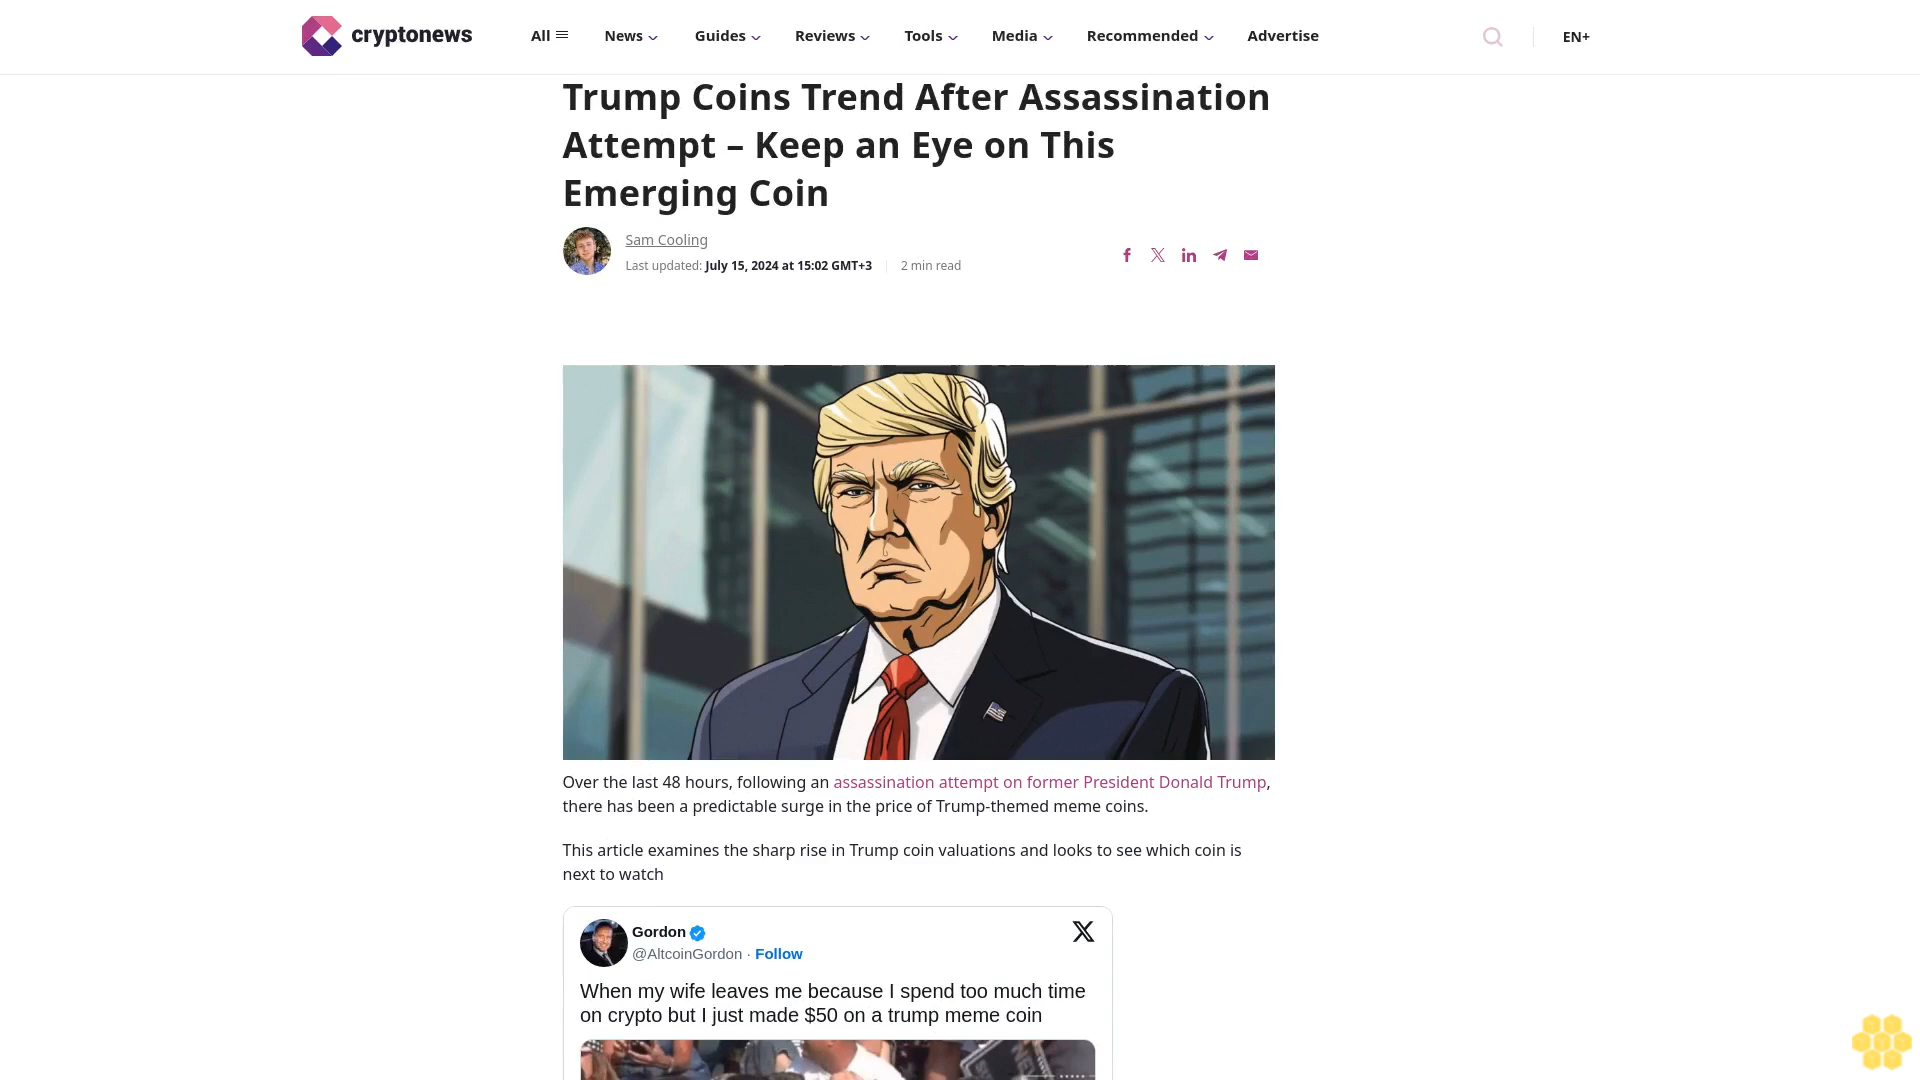 cryptonews
All
News
Guides
Reviews
Tools
Media
Recommended
Advertise
EN+
Trump Coins Trend After Assassination
Attempt – Keep an Eye on This
Emerging Coin
Sam Cooling
Last updated: July 15, 2024 at 15:02 GMT+3
2 min read
Over the last 48 hours, following an assassination attempt on former President Donald Trump,
there has been a predictable surge in the price of Trump-themed meme coins.
This article examines the sharp rise in Trump coin valuations and looks to see which coin is
next to watch
Gordon
@AltcoinGordon · Follow
When my wife leaves me because I spend too much time
on crypto but I just made $50 on a trump meme coin